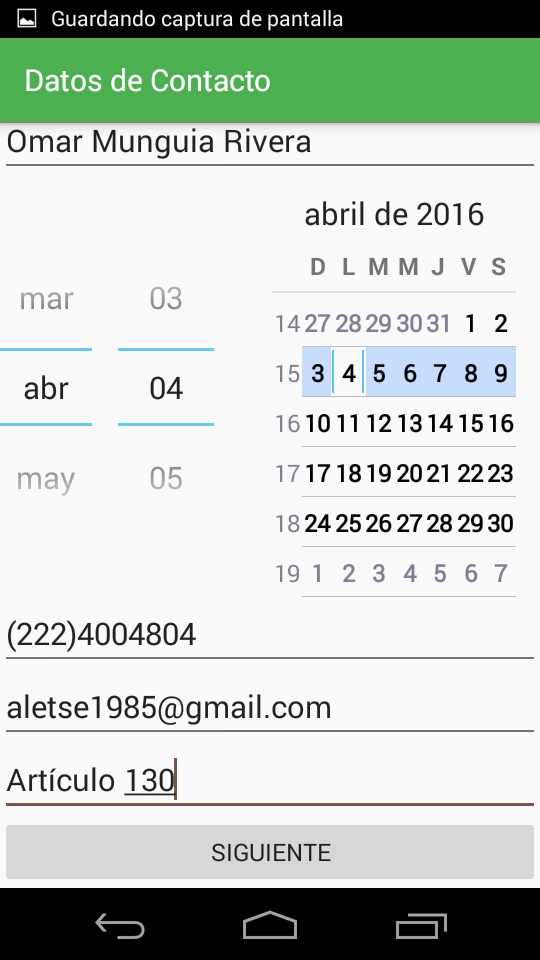 Guardando captura de pantalla
Datos de Contacto
Omar Munguia Rivera
mar 03
abr 04
may 05
abril de 2016
D L M M J V S
14 27 28 29 30 31 1 2
15 3 4 5 6 7 8 9
16 10 11 12 13 14 15 16
17 17 18 19 20 21 22 23
18 24 25 26 27 28 29 30
19 1 2 3 4 5 6 7
(222)4004804
aletse1985@gmail.com
Artículo 130
SIGUIENTE